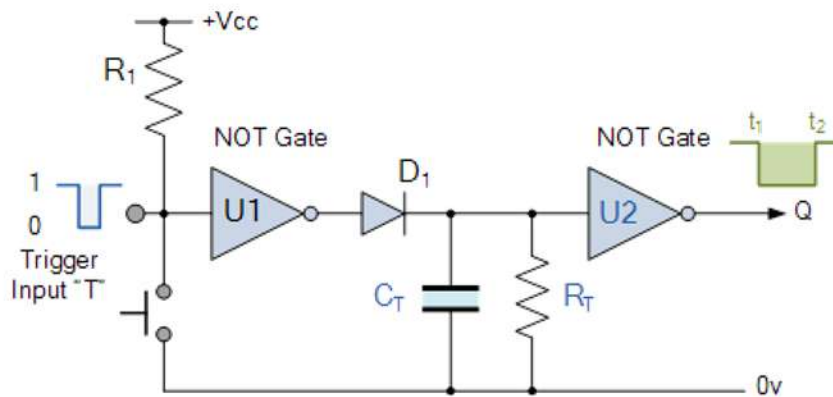 +Vcc
R1
NOT Gate
NOT Gate
t1
t2
D1
1
U1
U2
Q
0
Trigger
Input "T"
CT
RT
0v